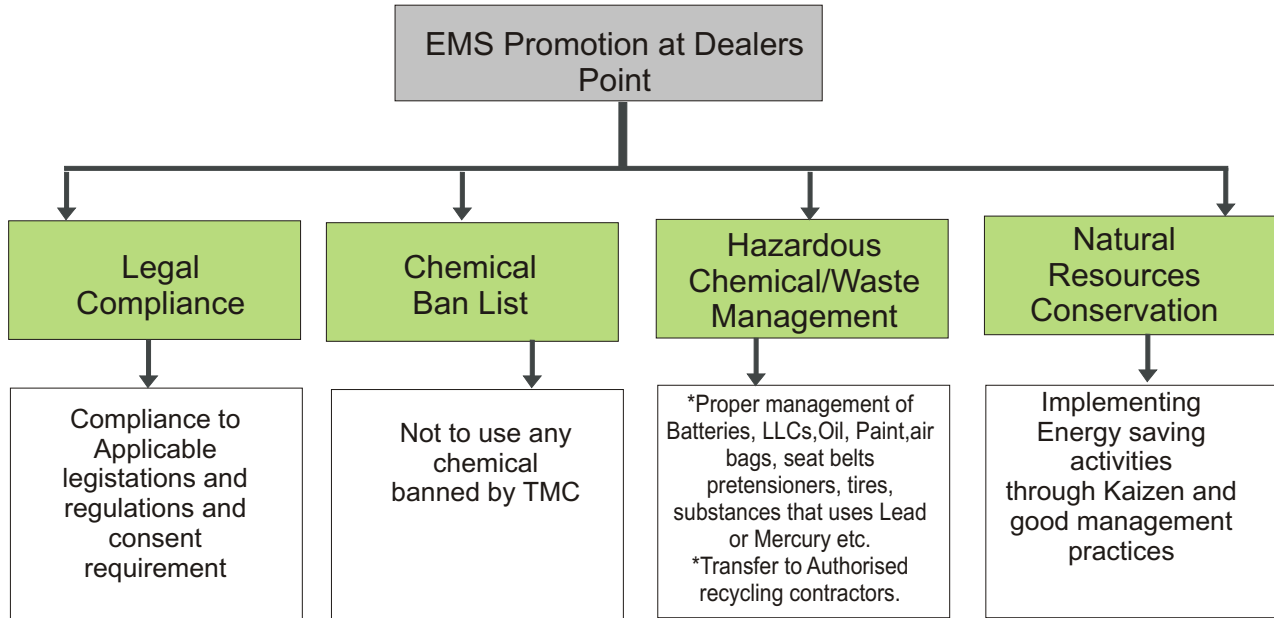 EMS Promotion at Dealers
Point
Legal
Compliance
Chemical
Ban List
Hazardous
Chemical/Waste
Management
Natural
Resources
Conservation
Compliance to
Applicable
legistations and
regulations and
consent
requirement
Not to use any
chemical
banned by TMC
*Proper management of
Batteries, LLCs,Oil, Paint,air
bags, seat belts
pretensioners, tires,
substances that uses Lead
or Mercury etc.
*Transfer to Authorised
recycling contractors.
Implementing
Energy saving
activities
through Kaizen and
good management
practices